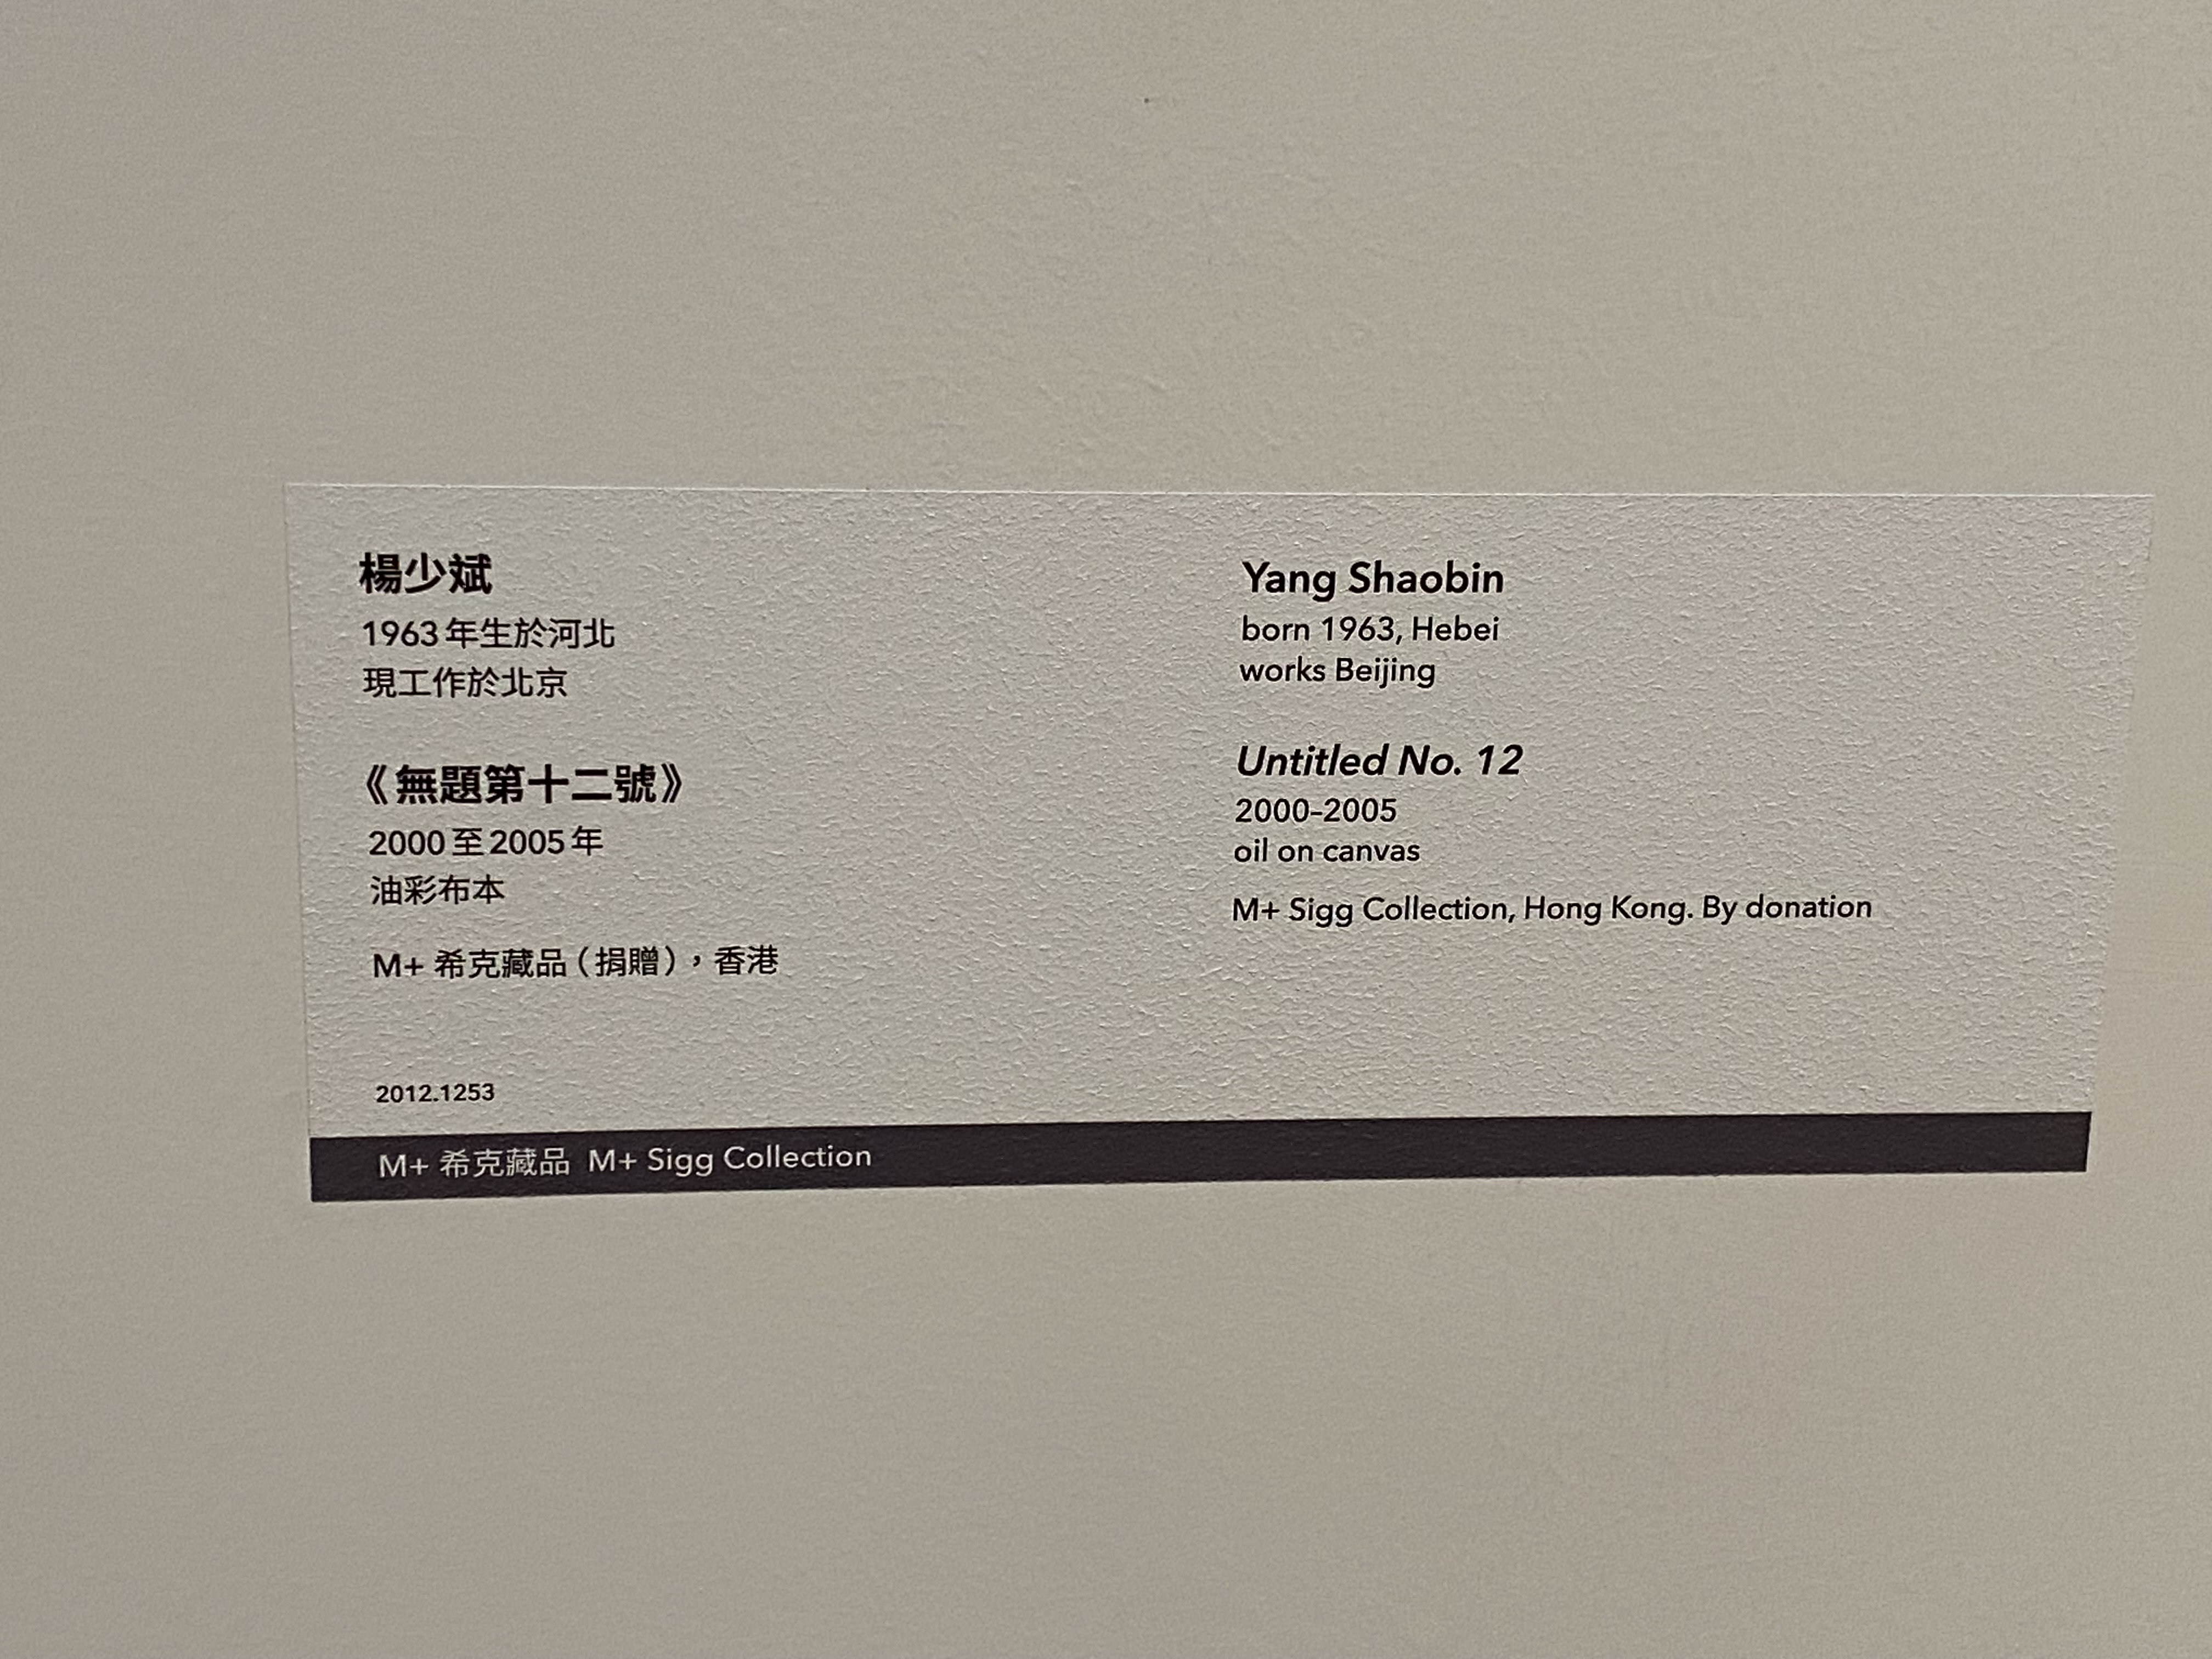 楊少斌
1963年生於河北
現工作於北京
《無題第十二號》
2000至2005年
油彩布本
M+ 希克藏品（捐贈），香港
2012.1253
Yang Shaobin
born 1963, Hebei
works Beijing
Untitled No. 12
2000–2005
oil on canvas
M+ Sigg Collection, Hong Kong. By donation
M+ 希克藏品 M+ Sigg Collection